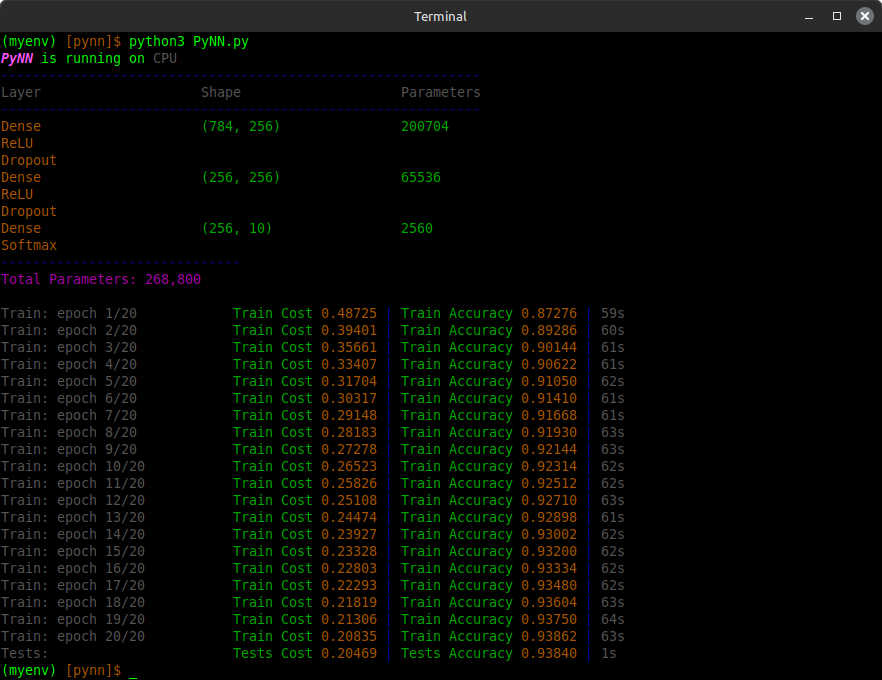 Terminal
(myenv) [pynn]$ python3 PyNN.py
PyNN is running on CPU
------------------------------------------------------------
Layer Shape Parameters
------------------------------------------------------------
Dense (784, 256) 200704
ReLU
Dropout
Dense (256, 256) 65536
ReLU
Dropout
Dense (256, 10) 2560
Softmax
------------------------------
Total Parameters: 268,800
Train: epoch 1/20 Train Cost 0.48725 | Train Accuracy 0.87276 | 59s
Train: epoch 2/20 Train Cost 0.39401 | Train Accuracy 0.89286 | 60s
Train: epoch 3/20 Train Cost 0.35661 | Train Accuracy 0.90144 | 61s
Train: epoch 4/20 Train Cost 0.33407 | Train Accuracy 0.90622 | 61s
Train: epoch 5/20 Train Cost 0.31704 | Train Accuracy 0.91050 | 62s
Train: epoch 6/20 Train Cost 0.30317 | Train Accuracy 0.91410 | 61s
Train: epoch 7/20 Train Cost 0.29148 | Train Accuracy 0.91668 | 61s
Train: epoch 8/20 Train Cost 0.28183 | Train Accuracy 0.91930 | 63s
Train: epoch 9/20 Train Cost 0.27278 | Train Accuracy 0.92144 | 63s
Train: epoch 10/20 Train Cost 0.26523 | Train Accuracy 0.92314 | 62s
Train: epoch 11/20 Train Cost 0.25826 | Train Accuracy 0.92512 | 62s
Train: epoch 12/20 Train Cost 0.25108 | Train Accuracy 0.92710 | 63s
Train: epoch 13/20 Train Cost 0.24474 | Train Accuracy 0.92898 | 61s
Train: epoch 14/20 Train Cost 0.23927 | Train Accuracy 0.93002 | 62s
Train: epoch 15/20 Train Cost 0.23328 | Train Accuracy 0.93200 | 62s
Train: epoch 16/20 Train Cost 0.22803 | Train Accuracy 0.93334 | 62s
Train: epoch 17/20 Train Cost 0.22293 | Train Accuracy 0.93480 | 62s
Train: epoch 18/20 Train Cost 0.21819 | Train Accuracy 0.93604 | 63s
Train: epoch 19/20 Train Cost 0.21306 | Train Accuracy 0.93750 | 64s
Train: epoch 20/20 Train Cost 0.20835 | Train Accuracy 0.93862 | 63s
Tests: Tests Cost 0.20469 | Tests Accuracy 0.93840 | 1s
(myenv) [pynn]$ _